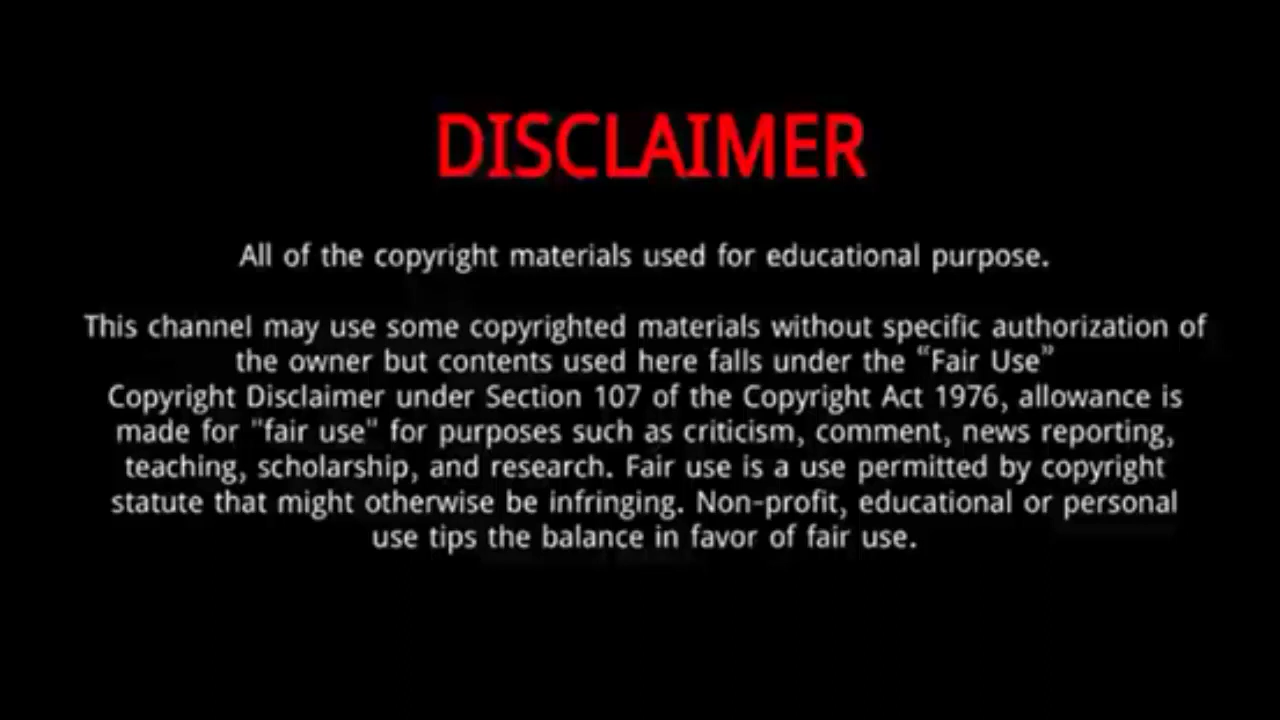 DISCLAIMER
All of the copyright materials used for educational purpose.
This channel may use some copyrighted materials without specific authorization of
the owner but contents used here falls under the “Fair Use”
Copyright Disclaimer under Section 107 of the Copyright Act 1976, allowance is
made for "fair use" for purposes such as criticism, comment, news reporting,
teaching, scholarship, and research. Fair use is a use permitted by copyright
statute that might otherwise be infringing. Non-profit, educational or personal
use tips the balance in favor of fair use.